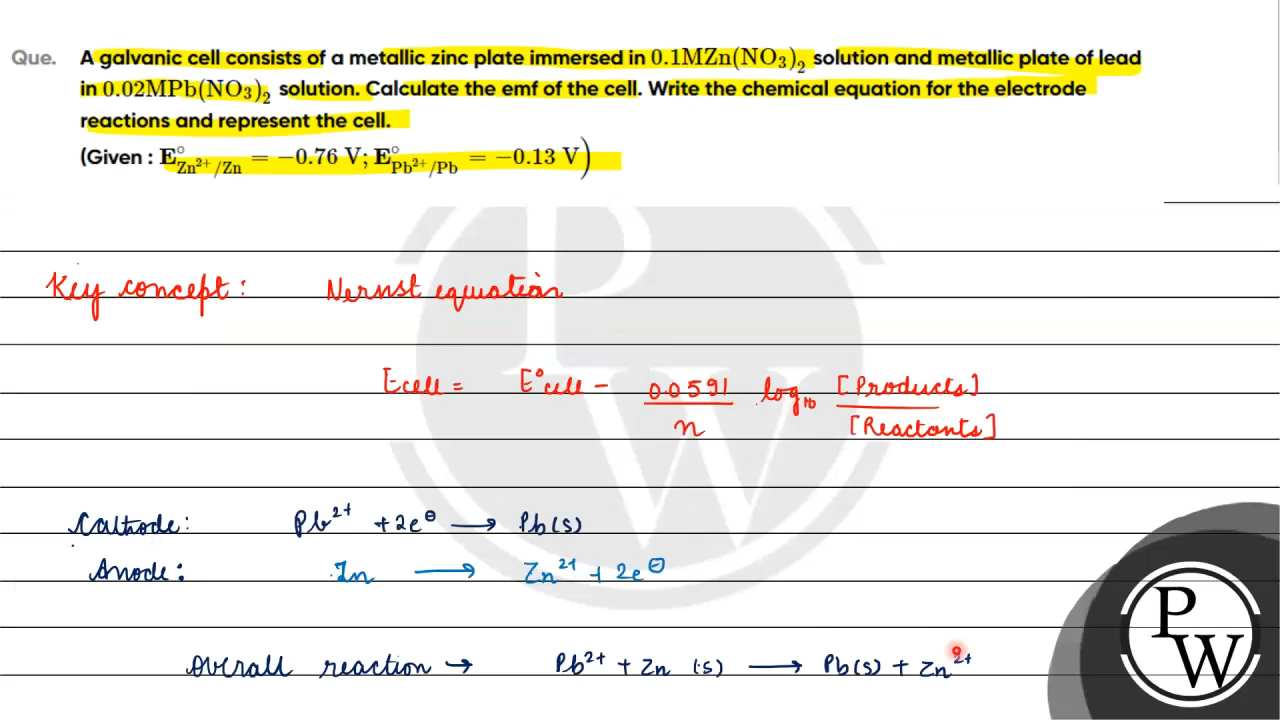 Que. A galvanic cell consists of a metallic zinc plate immersed in 0.1MZn(NO₃)₂ solution and metallic plate of lead
in 0.02MPb(NO₃)₂ solution. Calculate the emf of the cell. Write the chemical equation for the electrode
reactions and represent the cell.
(Given : E°Zn²⁺/Zn = −0.76 V; E°Pb²⁺/Pb = −0.13 V)
Key concept: Nernst equation
Ecell = E°cell − 0.0591/n log₁₀ [Products]/[Reactants]
Cathode: Pb²⁺ + 2e⊖ → Pb(s)
Anode: Zn → Zn²⁺ + 2e⊖
Overall reaction → Pb²⁺ + Zn (s) → Pb(s) + Zn²⁺
PW
PW